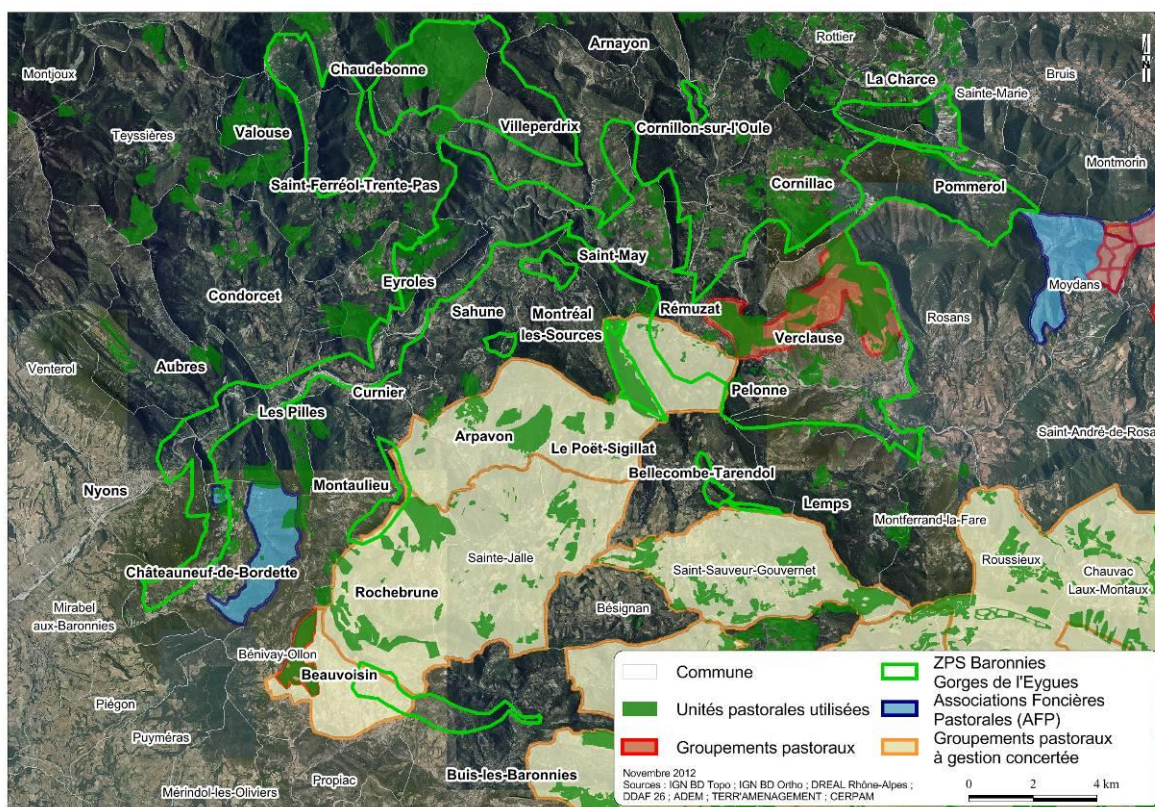 Arnayon
Rottier
Montjoux
Chaudebonne
La Charce
Bruis
Sainte-Marie
Teyssières
Valouse
Villeperdrix
Cornillon-sur-l'Oule
Montmorin
Saint-Ferréol-Trente-Pas
Cornillac
Pommerol
Saint-May
Eyroles
Condorcet
Moydans
Sahune
Montréal
les-Sources
Rémuzat
Rosans
Verclause
Venterol
Aubres
Curnier
Pelonne
Les Pilles
Arpavon
Saint-André-de-Rosa
Le Poët-Sigillat
Bellecombe-Tarendol
Nyons
Montaulieu
Lemps
Montferrand-la-Fare
Sainte-Jalle
Saint-Sauveur-Gouvernet
Roussieux
Chauvac
Laux-Montaux
Châteauneuf-de-Bordette
Rochebrune
Mirabel
aux-Baronnies
Bésignan
Bénivay-Ollon
Beauvoisin
Piégon
Puyméras
Buis-les-Baronnies
Propiac
Mérindol-les-Oliviers
Commune
Unités pastorales utilisées
Groupements pastoraux
ZPS Baronnies
Gorges de l'Eygues
Associations Foncières
Pastorales (AFP)
Groupements pastoraux
à gestion concertée
Novembre 2012
Sources : IGN BD Topo ; IGN BD Ortho ; DREAL Rhône-Alpes ;
DDAF 26 ; ADEM ; TERR'AMENAGEMENT ; CERPAM
0 2 4 km